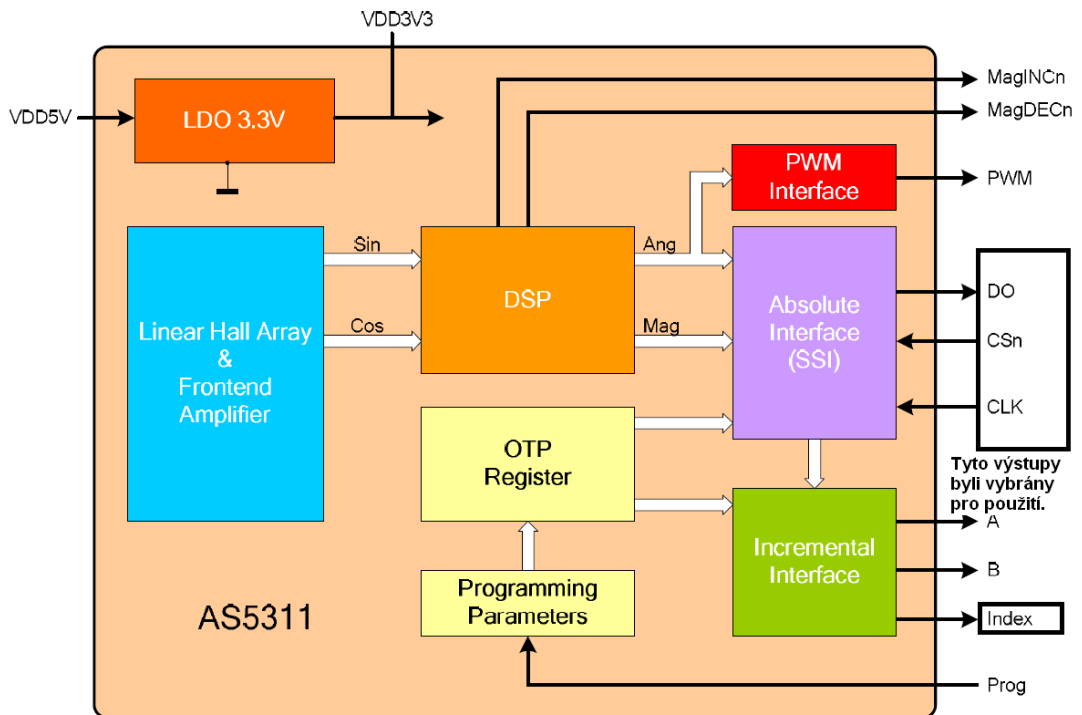 VDD3V3
VDD5V
LDO 3.3V
MagINCn
MagDECn
PWM
Interface
PWM
Linear Hall Array
&
Frontend
Amplifier
Sin
Cos
DSP
Ang
Mag
Absolute
Interface
(SSI)
DO
CSn
CLK
Tyto výstupy
byli vybrány
pro použití.
OTP
Register
Incremental
Interface
A
B
Index
Programming
Parameters
Prog
AS5311